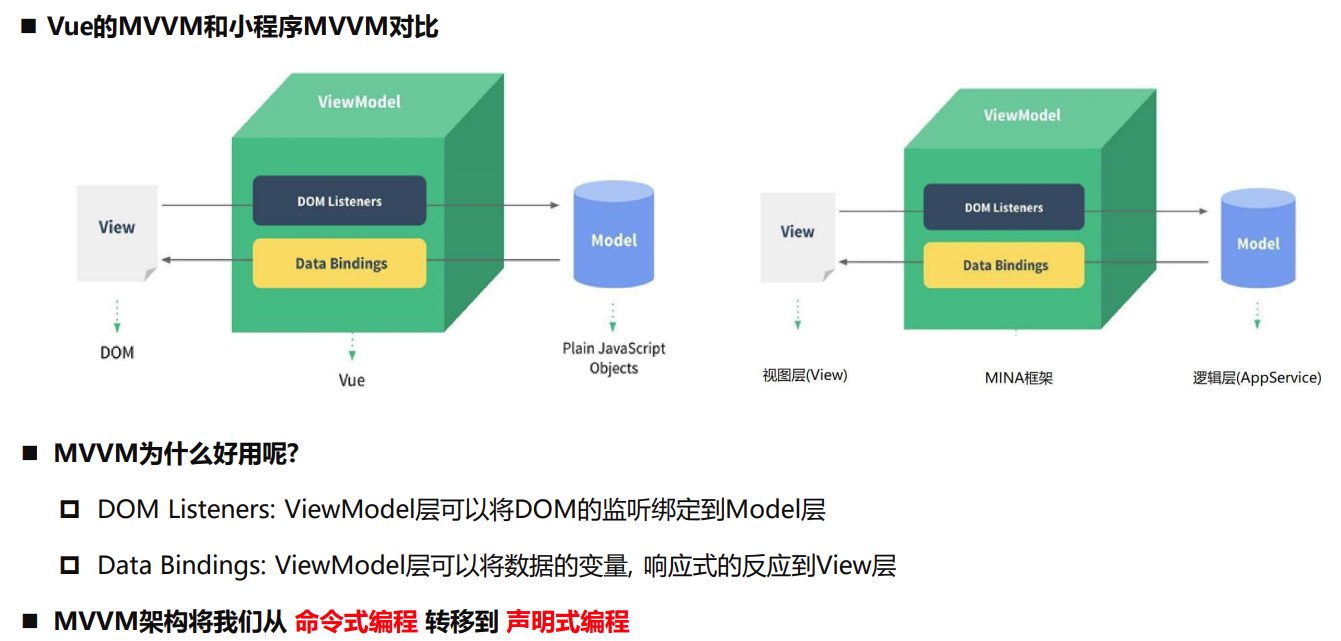 Vue的MVVM和小程序MVVM对比
ViewModel
DOM Listeners
Data Bindings
View
Model
DOM
Vue
Plain JavaScript
Objects
ViewModel
DOM Listeners
Data Bindings
View
Model
视图层(View)
MINA框架
逻辑层(AppService)
MVVM为什么好用呢?
DOM Listeners: ViewModel层可以将DOM的监听绑定到Model层
Data Bindings: ViewModel层可以将数据的变量, 响应式的反应到View层
MVVM架构将我们从 命令式编程 转移到 声明式编程